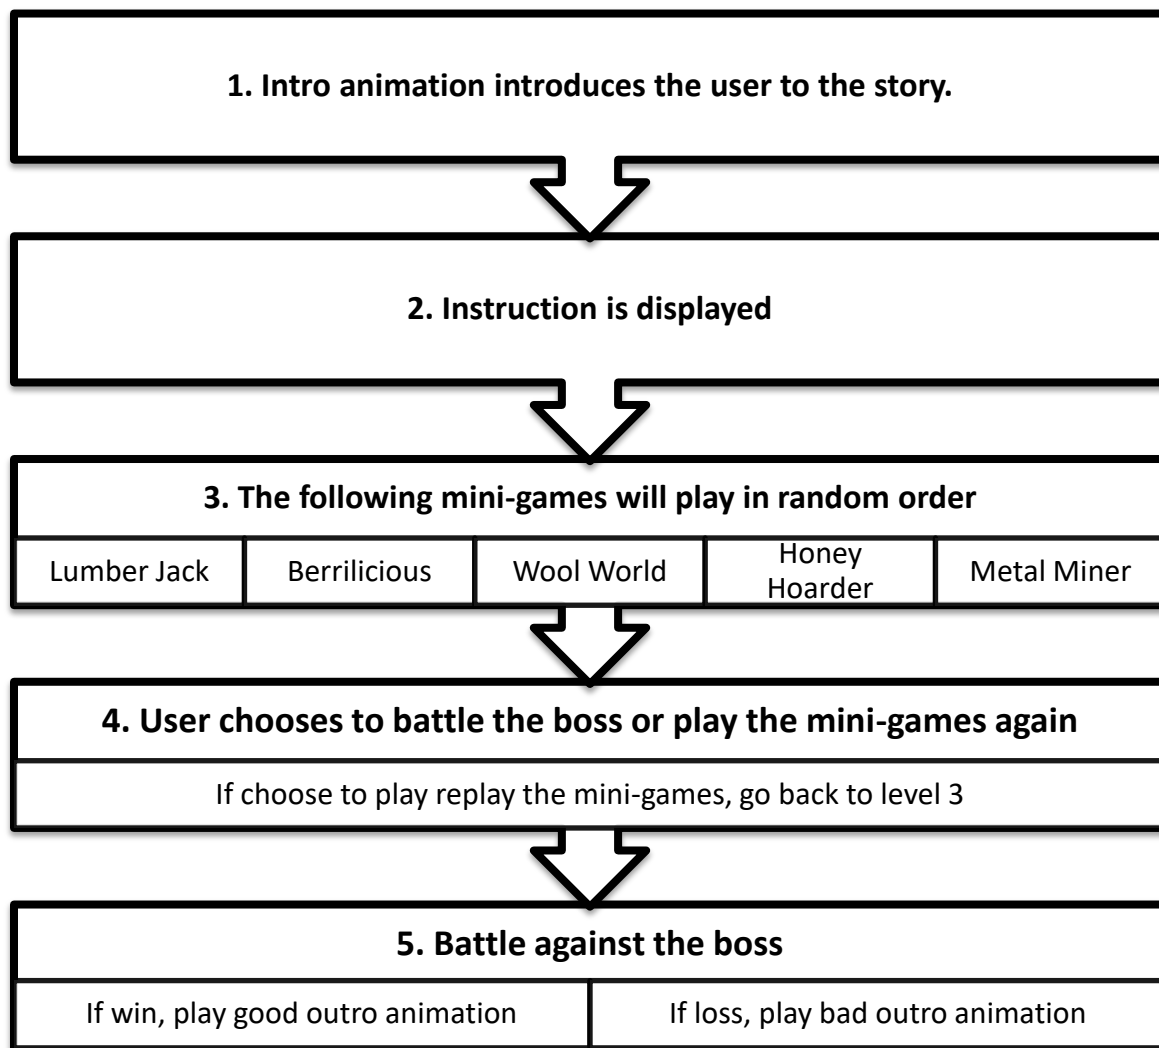 1. Intro animation introduces the user to the story.
2. Instruction is displayed
3. The following mini-games will play in random order
Lumber Jack
Berrilicious
Wool World
Honey
Hoarder
Metal Miner
4. User chooses to battle the boss or play the mini-games again
If choose to play replay the mini-games, go back to level 3
5. Battle against the boss
If win, play good outro animation
If loss, play bad outro animation